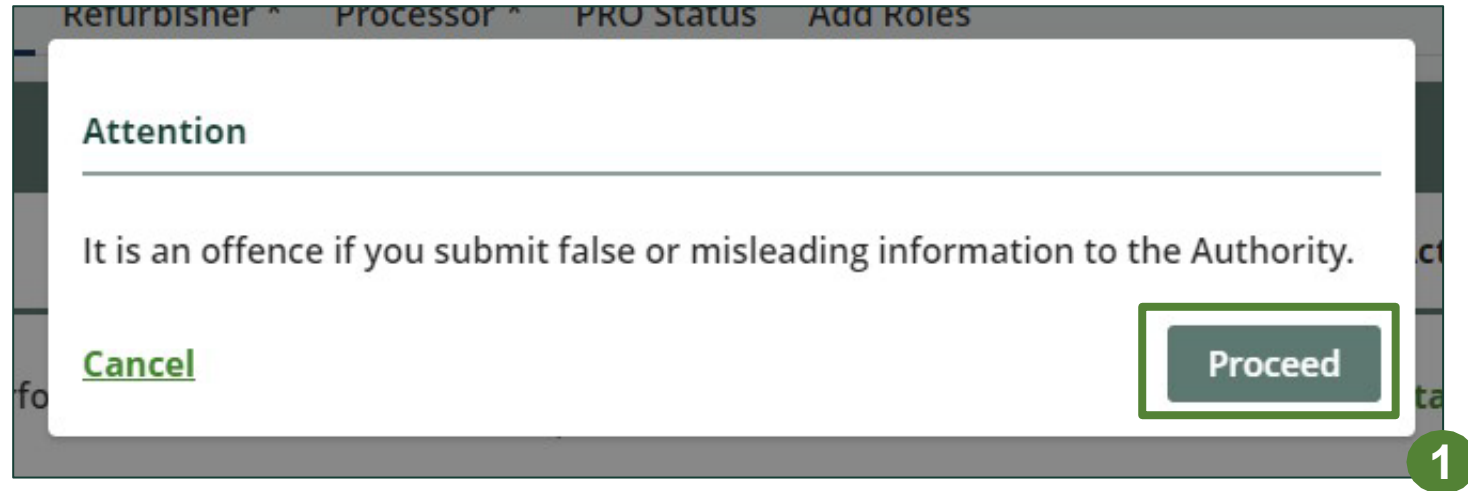 Refurbisher * Processor * PRO Status Add Roles
Attention
It is an offence if you submit false or misleading information to the Authority.
Cancel
Proceed
1